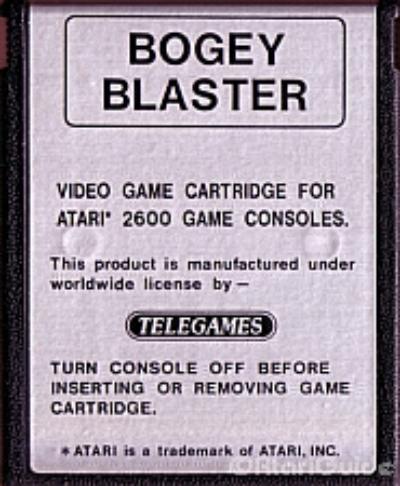 BOGEY
BLASTER
VIDEO GAME CARTRIDGE FOR
ATARI* 2600 GAME CONSOLES.
This product is manufactured under
worldwide license by —
TELEGAMES
TURN CONSOLE OFF BEFORE
INSERTING OR REMOVING GAME
CARTRIDGE.
* ATARI is a trademark of ATARI, INC.
AtariGuide